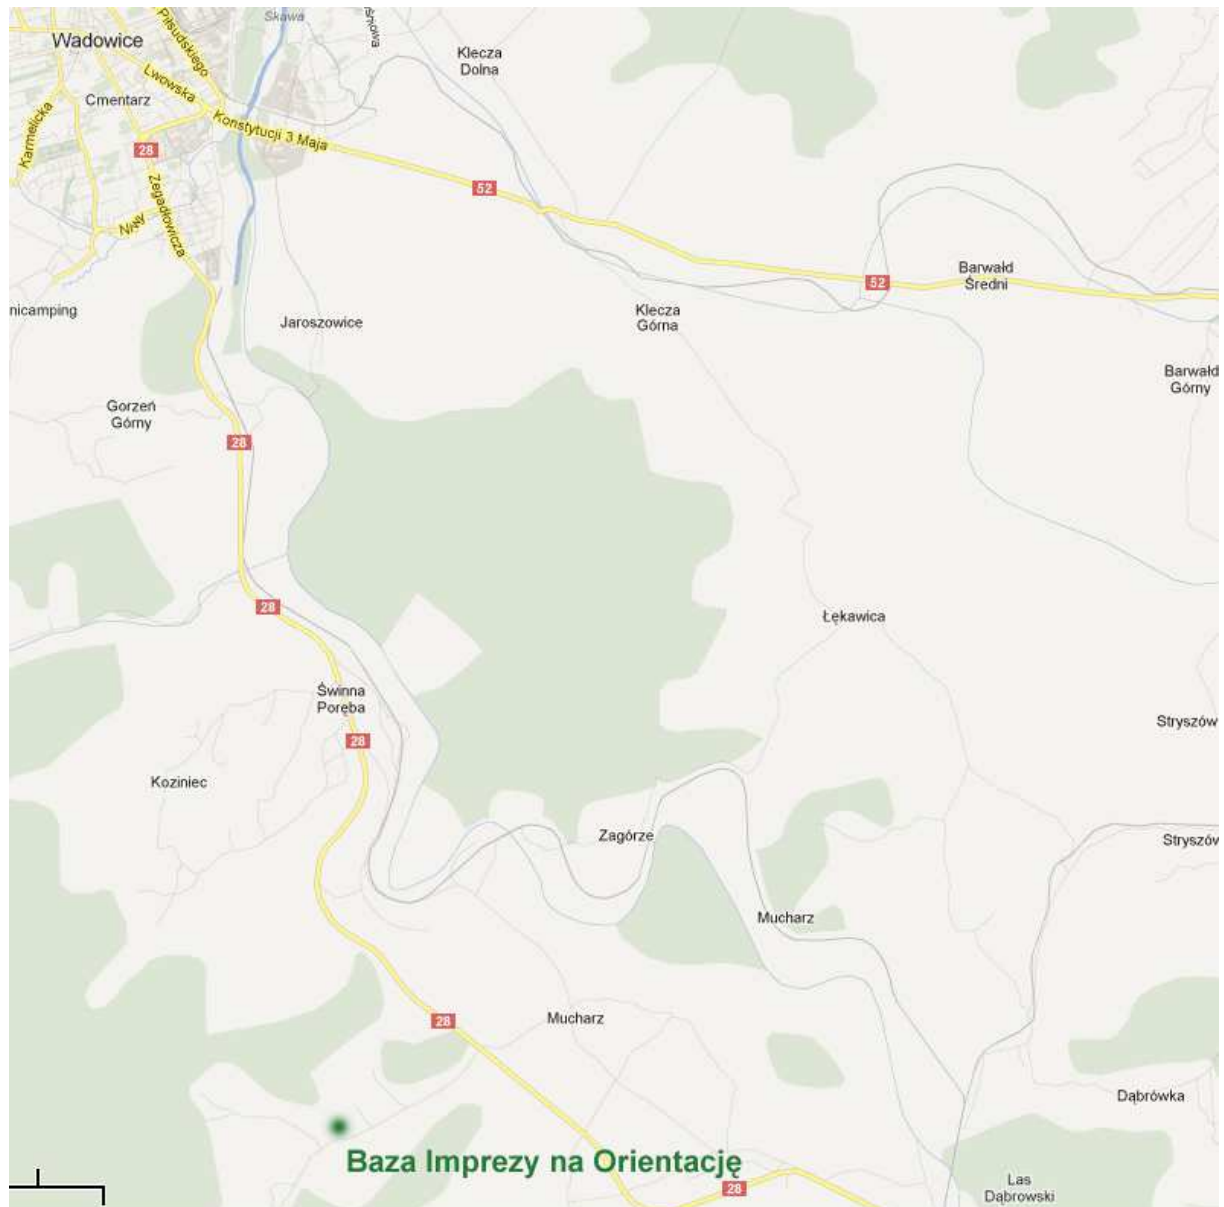 Skawa
Piłsudskiego
Wadowice
Klecza
Dolna
Lwowska
Cmentarz
Karmelicka
Konstytucji 3 Maja
28
52
Zegadłowicza
Niwy
52
Barwałd
Średni
nicamping
Jaroszowice
Klecza
Górna
Barwałd
Górny
Gorzeń
Górny
28
28
Łękawica
Świnna
Poręba
Stryszów
28
Koziniec
Zagórze
Stryszów
Mucharz
Mucharz
28
Dąbrówka
Baza Imprezy na Orientację
28
Las
Dąbrowski